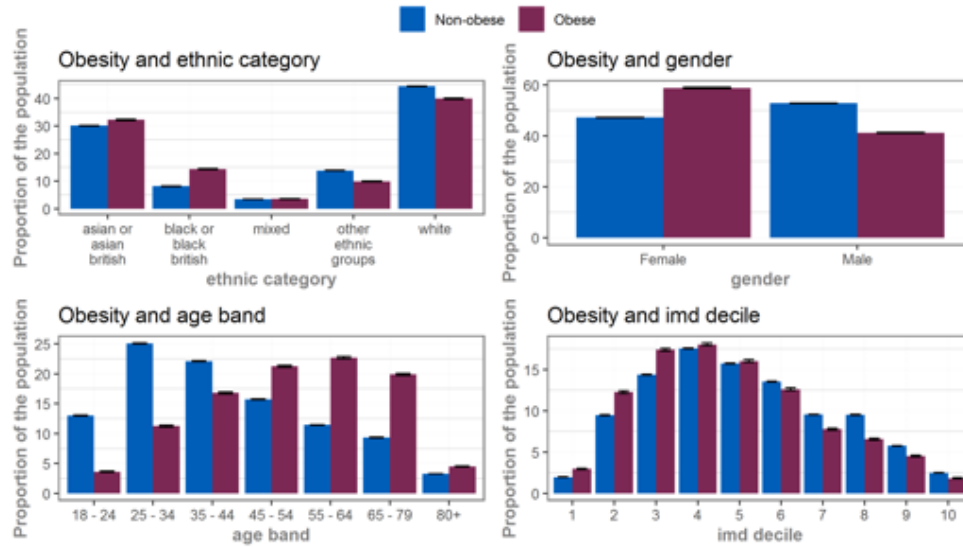 Non-obese Obese
Obesity and ethnic category
Proportion of the population
40
30
20
10
0
asian or asian british
black or black british
mixed
other ethnic groups
white
ethnic category
Obesity and gender
Proportion of the population
60
40
20
0
Female Male
gender
Obesity and age band
Proportion of the population
25
20
15
10
5
0
18 - 24 25 - 34 35 - 44 45 - 54 55 - 64 65 - 79 80+
age band
Obesity and imd decile
Proportion of the population
15
10
5
0
1 2 3 4 5 6 7 8 9 10
imd decile